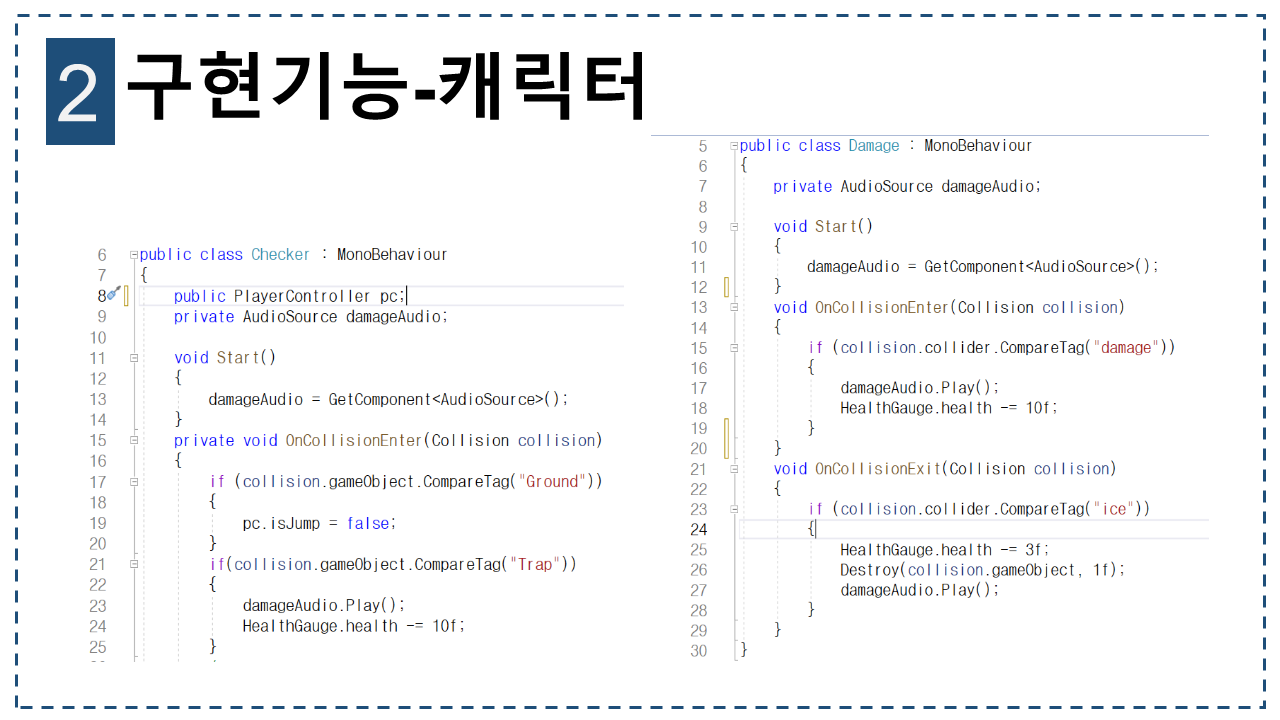 2 구현기능-캐릭터
6 public class Checker : MonoBehaviour
7 {
8 public PlayerController pc;
9 private AudioSource damageAudio;
10
11 void Start()
12 {
13 damageAudio = GetComponent<AudioSource>();
14 }
15 private void OnCollisionEnter(Collision collision)
16 {
17 if (collision.gameObject.CompareTag("Ground"))
18 {
19 pc.isJump = false;
20 }
21 if(collision.gameObject.CompareTag("Trap"))
22 {
23 damageAudio.Play();
24 HealthGauge.health -= 10f;
25 }
5 public class Damage : MonoBehaviour
6 {
7 private AudioSource damageAudio;
8
9 void Start()
10 {
11 damageAudio = GetComponent<AudioSource>();
12 }
13 void OnCollisionEnter(Collision collision)
14 {
15 if (collision.collider.CompareTag("damage"))
16 {
17 damageAudio.Play();
18 HealthGauge.health -= 10f;
19 }
20 }
21 void OnCollisionExit(Collision collision)
22 {
23 if (collision.collider.CompareTag("ice"))
24 {
25 HealthGauge.health -= 3f;
26 Destroy(collision.gameObject, 1f);
27 damageAudio.Play();
28 }
29 }
30 }